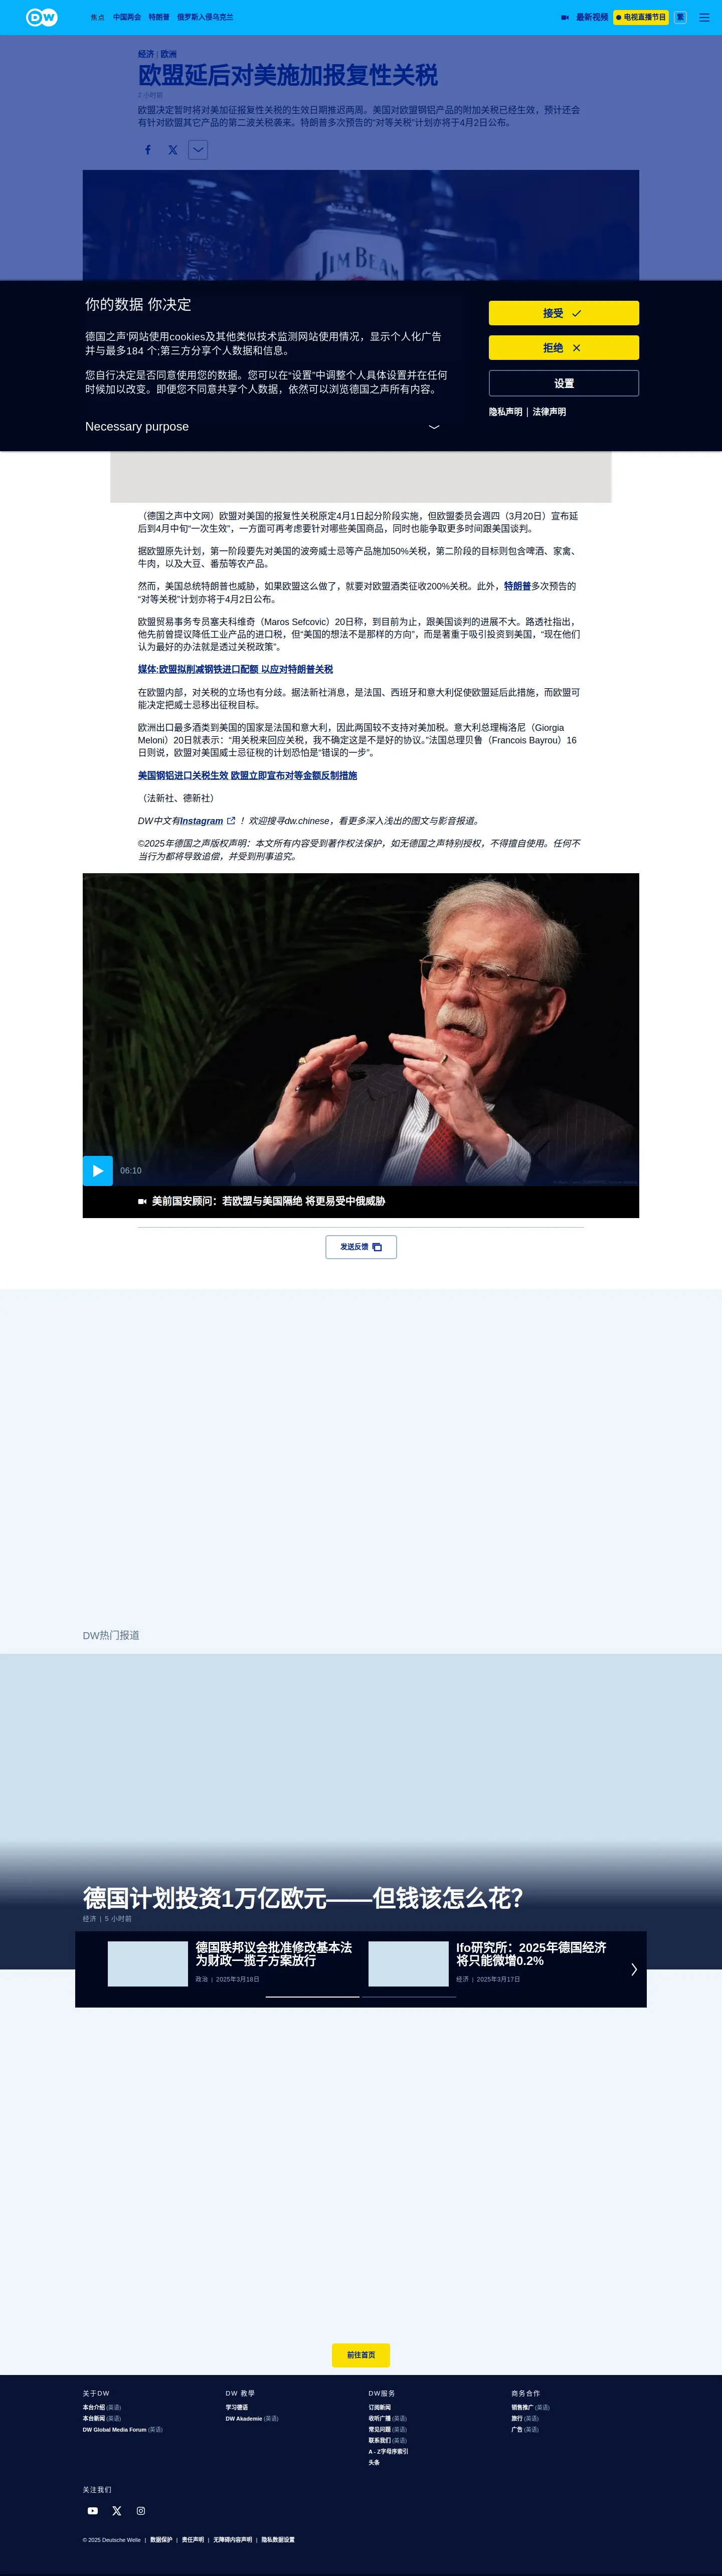 DW
焦点 中国两会 特朗普 俄罗斯入侵乌克兰 最新视频 电视直播节目 繁
经济 | 欧洲
欧盟延后对美施加报复性关税
2 小时前
欧盟决定暂时将对美加征报复性关税的生效日期推迟两周。美国对欧盟钢铝产品的附加关税已经生效，预计还会
有针对欧盟其它产品的第二波关税袭来。特朗普多次预告的“对等关税”计划亦将于4月2日公布。
JIM BEAM
你的数据 你决定
德国之声'网站使用cookies及其他类似技术监测网站使用情况，显示个人化广告
并与最多184 个;第三方分享个人数据和信息。
您自行决定是否同意使用您的数据。您可以在“设置”中调整个人具体设置并在任何
时候加以改变。即便您不同意共享个人数据，依然可以浏览德国之声所有内容。
Necessary purpose
接受
拒绝
设置
隐私声明 | 法律声明
（德国之声中文网）欧盟对美国的报复性关税原定4月1日起分阶段实施，但欧盟委员会週四（3月20日）宣布延
后到4月中旬“一次生效”，一方面可再考虑要针对哪些美国商品，同时也能争取更多时间跟美国谈判。
据欧盟原先计划，第一阶段要先对美国的波旁威士忌等产品施加50%关税，第二阶段的目标则包含啤酒、家禽、
牛肉，以及大豆、番茄等农产品。
然而，美国总统特朗普也威胁，如果欧盟这么做了，就要对欧盟酒类征收200%关税。此外，特朗普多次预告的
“对等关税”计划亦将于4月2日公布。
欧盟贸易事务专员塞夫科维奇（Maros Sefcovic）20日称，到目前为止，跟美国谈判的进展不大。路透社指出，
他先前曾提议降低工业产品的进口税，但“美国的想法不是那样的方向”，而是著重于吸引投资到美国，“现在他们
认为最好的办法就是透过关税政策”。
媒体:欧盟拟削减钢铁进口配额 以应对特朗普关税
在欧盟内部，对关税的立场也有分歧。据法新社消息，是法国、西班牙和意大利促使欧盟延后此措施，而欧盟可
能决定把威士忌移出征税目标。
欧洲出口最多酒类到美国的国家是法国和意大利，因此两国较不支持对美加税。意大利总理梅洛尼（Giorgia
Meloni）20日就表示：“用关税来回应关税，我不确定这是不是好的协议。”法国总理贝鲁（Francois Bayrou）16
日则说，欧盟对美国威士忌征税的计划恐怕是“错误的一步”。
美国钢铝进口关税生效 欧盟立即宣布对等金额反制措施
（法新社、德新社）
DW中文有Instagram ！欢迎搜寻dw.chinese，看更多深入浅出的图文与影音报道。
©2025年德国之声版权声明：本文所有内容受到著作权法保护，如无德国之声特别授权，不得擅自使用。任何不
当行为都将导致追偿，并受到刑事追究。
06:10
美前国安顾问：若欧盟与美国隔绝 将更易受中俄威胁
发送反馈
DW热门报道
德国计划投资1万亿欧元——但钱该怎么花？
经济 | 5 小时前
德国联邦议会批准修改基本法
为财政一揽子方案放行
政治 | 2025年3月18日
Ifo研究所：2025年德国经济
将只能微增0.2%
经济 | 2025年3月17日
前往首页
关于DW
本台介绍 (英语)
本台新闻 (英语)
DW Global Media Forum (英语)
DW 教學
学习德语
DW Akademie (英语)
DW服务
订阅新闻
收听广播 (英语)
常见问题 (英语)
联系我们 (英语)
A - Z字母序索引
头条
商务合作
销售推广 (英语)
旅行 (英语)
广告 (英语)
关注我们
© 2025 Deutsche Welle | 数据保护 | 责任声明 | 无障碍内容声明 | 隐私数据设置